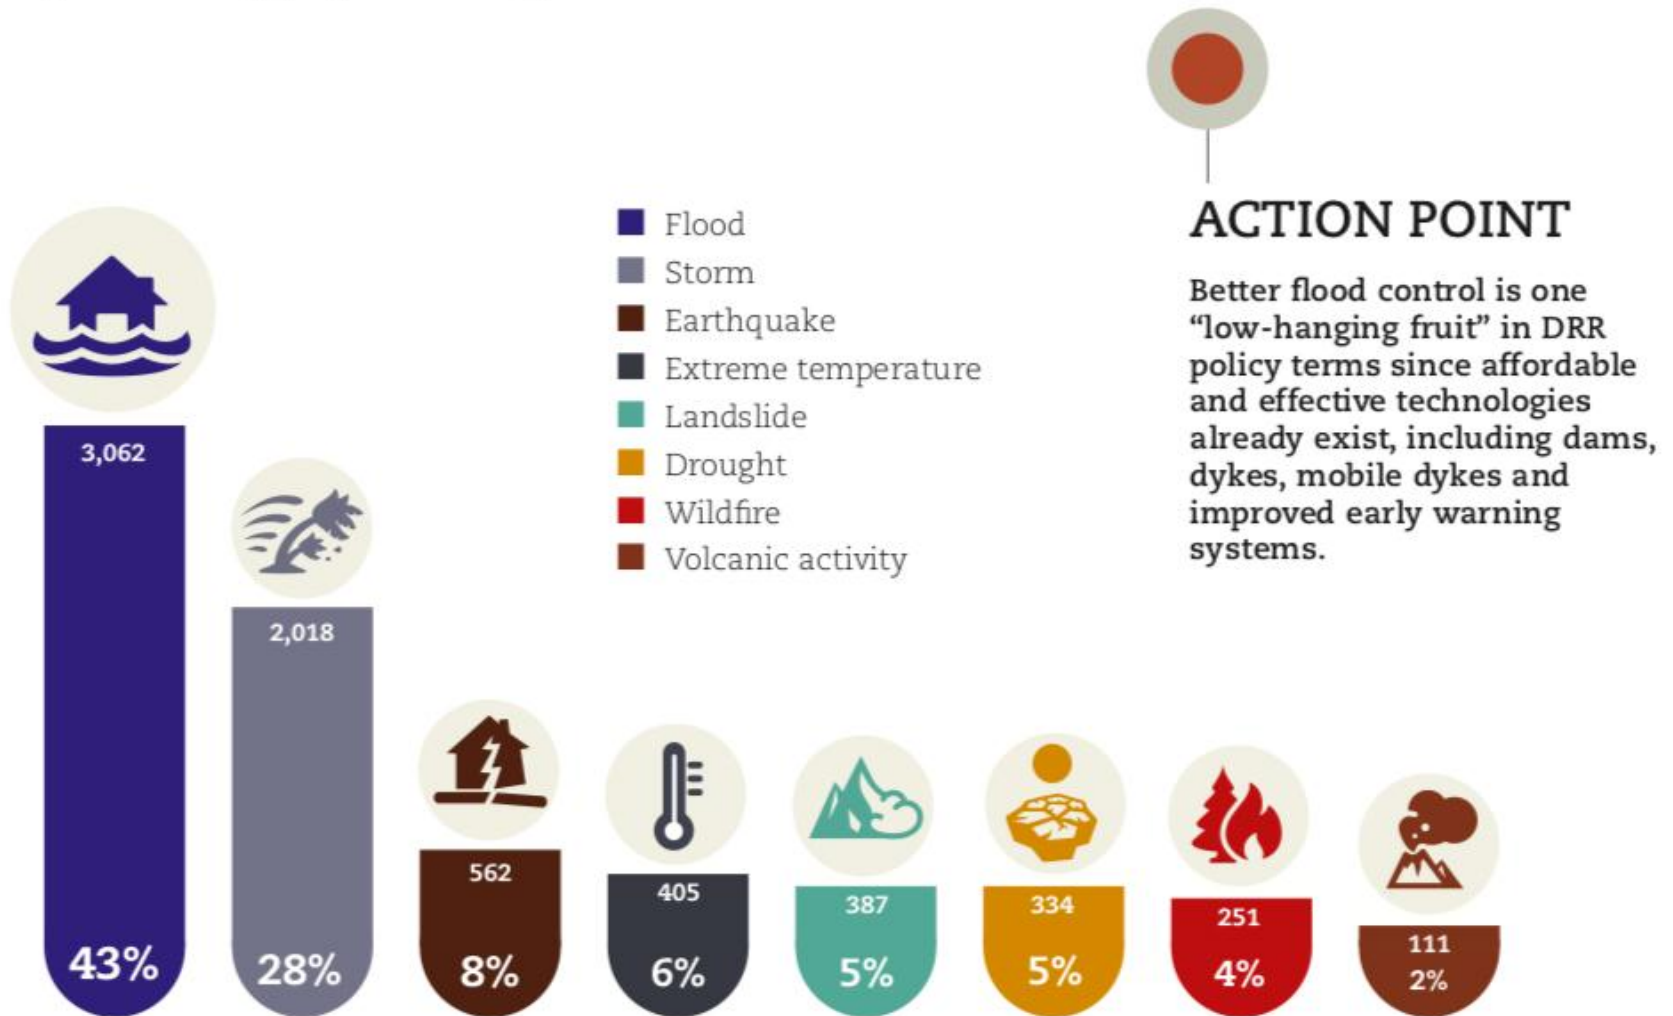 ACTION POINT
Better flood control is one
“low-hanging fruit” in DRR
policy terms since affordable
and effective technologies
already exist, including dams,
dykes, mobile dykes and
improved early warning
systems.
Flood
Storm
Earthquake
Extreme temperature
Landslide
Drought
Wildfire
Volcanic activity
3,062
43%
2,018
28%
562
8%
405
6%
387
5%
334
5%
251
4%
111
2%